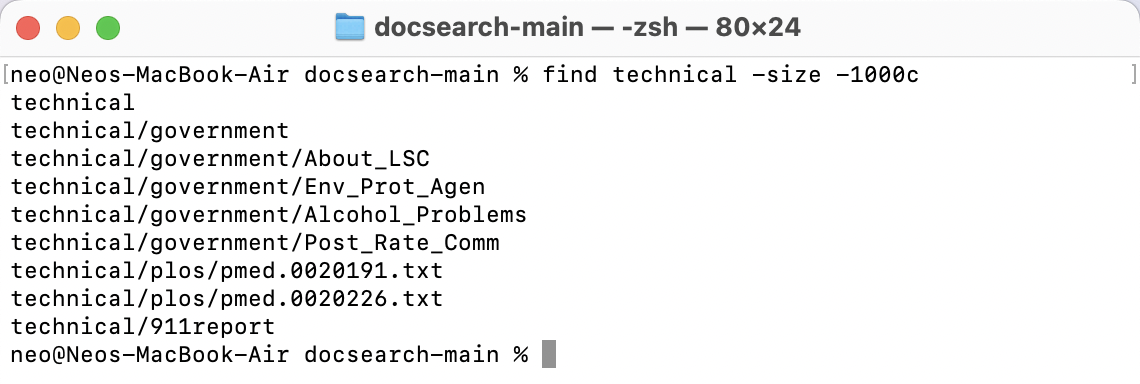 docsearch-main — -zsh — 80×24
[neo@Neos-MacBook-Air docsearch-main % find technical -size -1000c ]
technical
technical/government
technical/government/About_LSC
technical/government/Env_Prot_Agen
technical/government/Alcohol_Problems
technical/government/Post_Rate_Comm
technical/plos/pmed.0020191.txt
technical/plos/pmed.0020226.txt
technical/911report
neo@Neos-MacBook-Air docsearch-main %